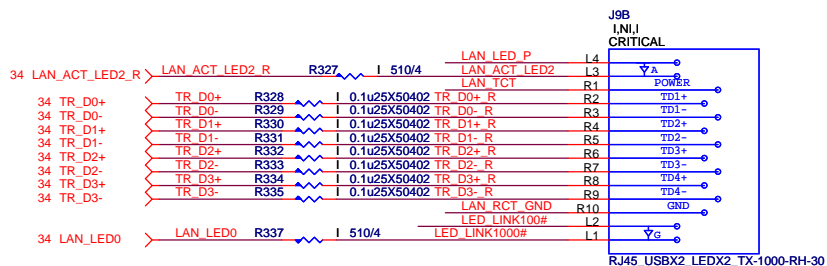 J9B
I,NI,I
CRITICAL
LAN_LED_P L4
34 LAN_ACT_LED2_R LAN_ACT_LED2_R R327 I 510/4 LAN_ACT_LED2 L3 A
LAN_TCT R1 POWER
34 TR_D0+ TR_D0+ R328 I 0.1u25X50402 TR_D0+_R R2 TD1+
34 TR_D0- TR_D0- R329 I 0.1u25X50402 TR_D0-_R R3 TD1-
34 TR_D1+ TR_D1+ R330 I 0.1u25X50402 TR_D1+_R R4 TD2+
34 TR_D1- TR_D1- R331 I 0.1u25X50402 TR_D1-_R R5 TD2-
34 TR_D2+ TR_D2+ R332 I 0.1u25X50402 TR_D2+_R R6 TD3+
34 TR_D2- TR_D2- R333 I 0.1u25X50402 TR_D2-_R R7 TD3-
34 TR_D3+ TR_D3+ R334 I 0.1u25X50402 TR_D3+_R R8 TD4+
34 TR_D3- TR_D3- R335 I 0.1u25X50402 TR_D3-_R R9 TD4-
LAN_RCT_GND R10 GND
LED_LINK100# L2
34 LAN_LED0 LAN_LED0 R337 I 510/4 LED_LINK1000# L1 G
RJ45_USBX2_LEDX2_TX-1000-RH-30